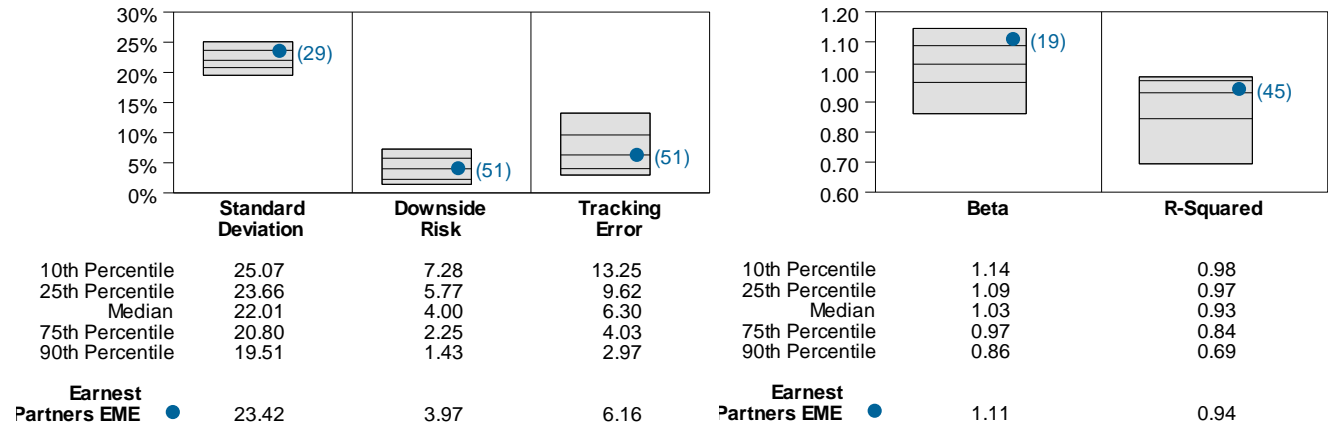 30%
25%
20%
15%
10%
5%
0%
(29)
(51)
(51)
Standard
Deviation
Downside
Risk
Tracking
Error
10th Percentile 25.07 7.28 13.25
25th Percentile 23.66 5.77 9.62
Median 22.01 4.00 6.30
75th Percentile 20.80 2.25 4.03
90th Percentile 19.51 1.43 2.97
Earnest
Partners EME 23.42 3.97 6.16
1.20
1.10
1.00
0.90
0.80
0.70
0.60
(19)
(45)
Beta R-Squared
10th Percentile 1.14 0.98
25th Percentile 1.09 0.97
Median 1.03 0.93
75th Percentile 0.97 0.84
90th Percentile 0.86 0.69
Earnest
Partners EME 1.11 0.94